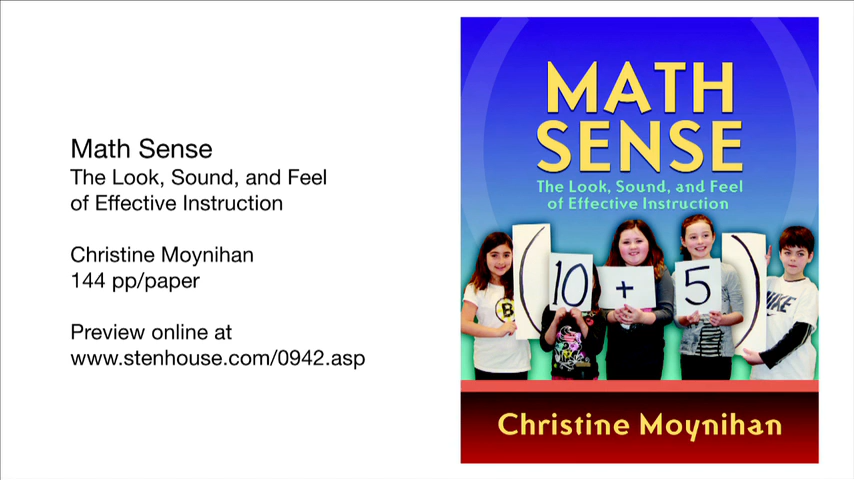 Math Sense
The Look, Sound, and Feel
of Effective Instruction
Christine Moynihan
144 pp/paper
Preview online at
www.stenhouse.com/0942.asp
MATH
SENSE
The Look, Sound, and Feel
of Effective Instruction
( 10 + 5 )
B
NIKE
Christine Moynihan